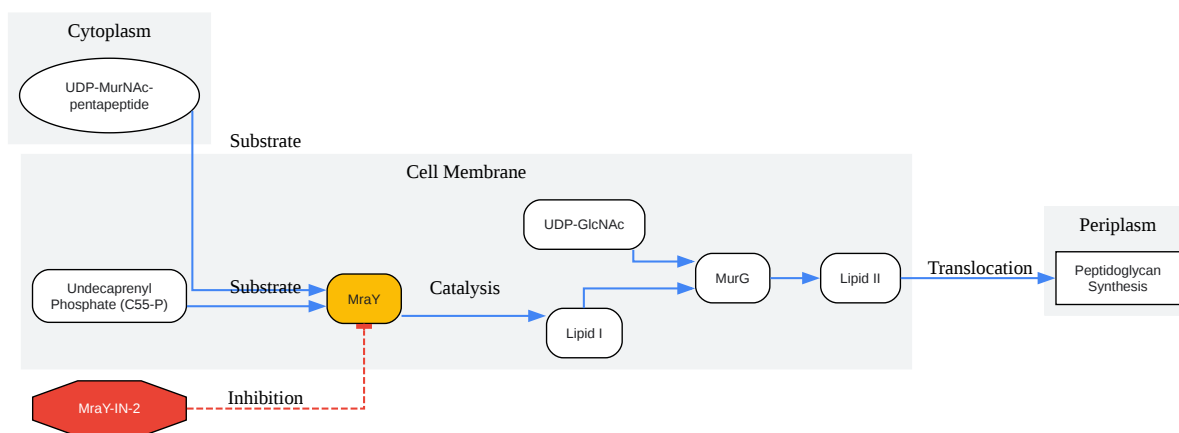 Cytoplasm
UDP-MurNAc-
pentapeptide
Substrate
Cell Membrane
UDP-GlcNAc
Periplasm
Undecaprenyl
Phosphate (C55-P)
Substrate
MraY
Catalysis
Lipid I
MurG
Lipid II
Translocation
Peptidoglycan
Synthesis
MraY-IN-2
Inhibition